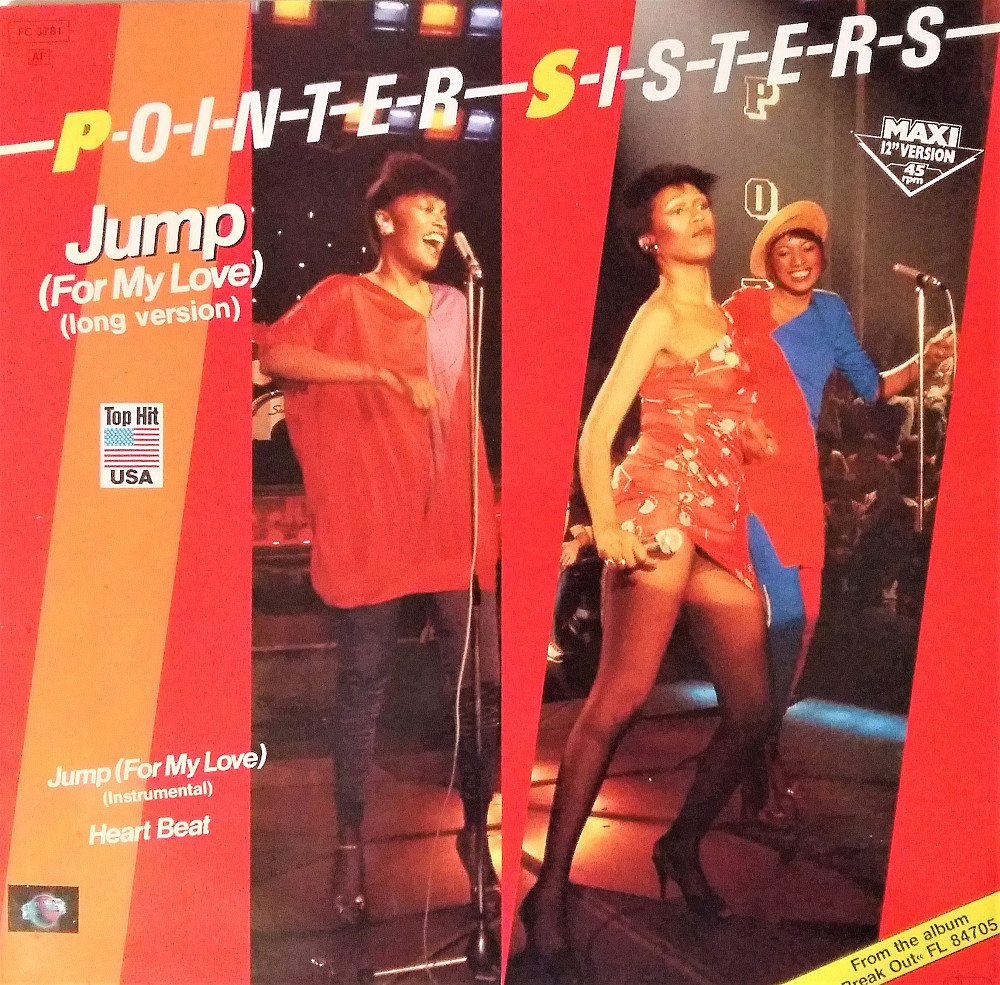 FC 3781
AF
P-O-I-N-T-E-R-S-I-S-T-E-R-S
MAXI
12" VERSION
45
rpm
P
O
Jump
(For My Love)
(long version)
Top Hit
USA
Jump (For My Love)
(Instrumental)
Heart Beat
From the album
Break Out« FL 84705